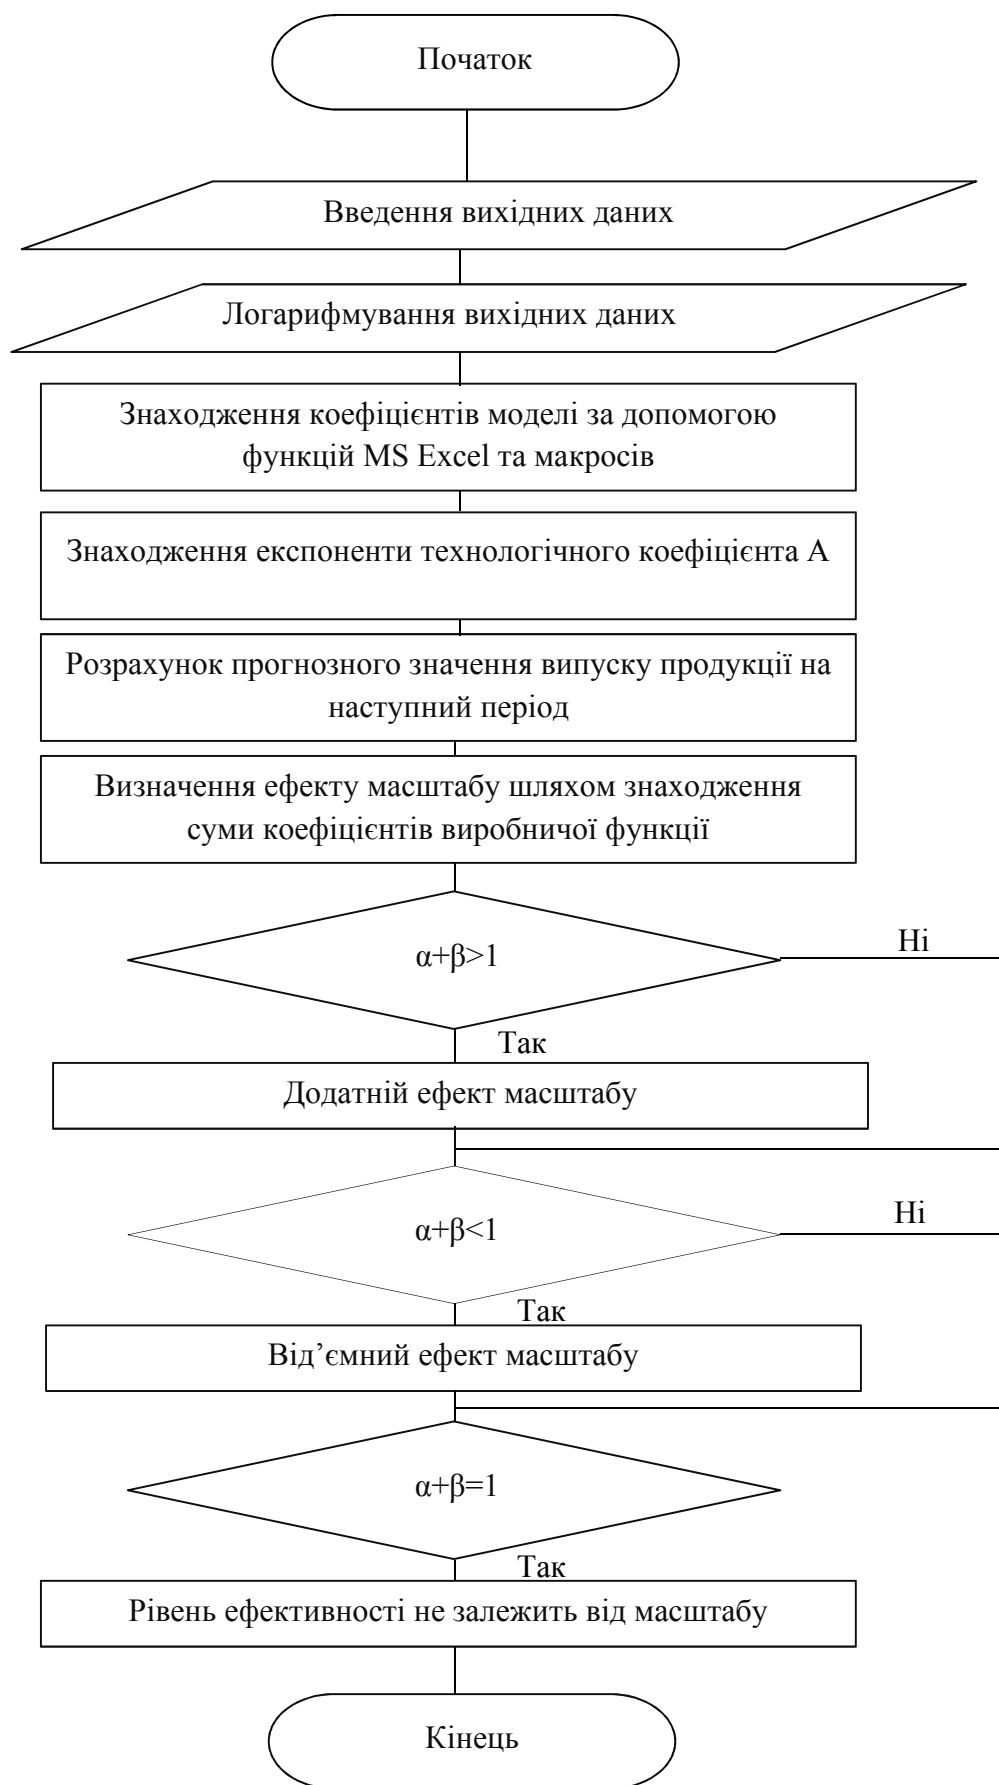 Початок
Введення вихідних даних
Логарифмування вихідних даних
Знаходження коефіцієнтів моделі за допомогою
функцій MS Excel та макросів
Знаходження експоненти технологічного коефіцієнта А
Розрахунок прогнозного значення випуску продукції на
наступний період
Визначення ефекту масштабу шляхом знаходження
суми коефіцієнтів виробничої функції
α+β>1
Ні
Так
Додатній ефект масштабу
α+β<1
Ні
Так
Від’ємний ефект масштабу
α+β=1
Так
Рівень ефективності не залежить від масштабу
Кінець